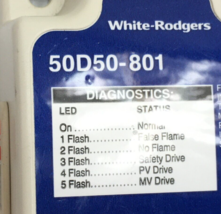 White-Rodgers
50D50-801
DIAGNOSTICS:
LED STATUS
On ........ Normal
1 Flash........ False Flame
2 Flash........ No Flame
3 Flash........ Safety Drive
4 Flash........ PV Drive
5 Flash........ MV Drive